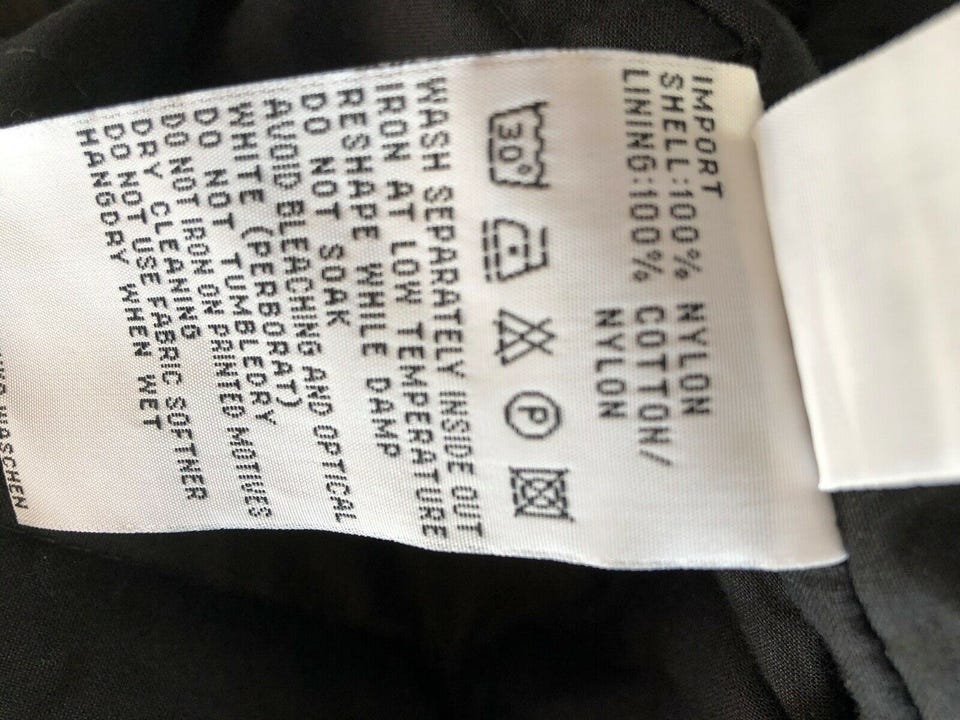 IMPORT
SHELL:100% NYLON
LINING:100% COTTON/
NYLON
30° P
WASH SEPARATELY INSIDE OUT
IRON AT LOW TEMPERATURE
RESHAPE WHILE DAMP
DO NOT SOAK
AVOID BLEACHING AND OPTICAL
WHITE (PERBORAT)
DO NOT TUMBLEDRY
DO NOT IRON ON PRINTED MOTIVES
DRY CLEANING
DO NOT USE FABRIC SOFTNER
HANGDRY WHEN WET
WASCHEN